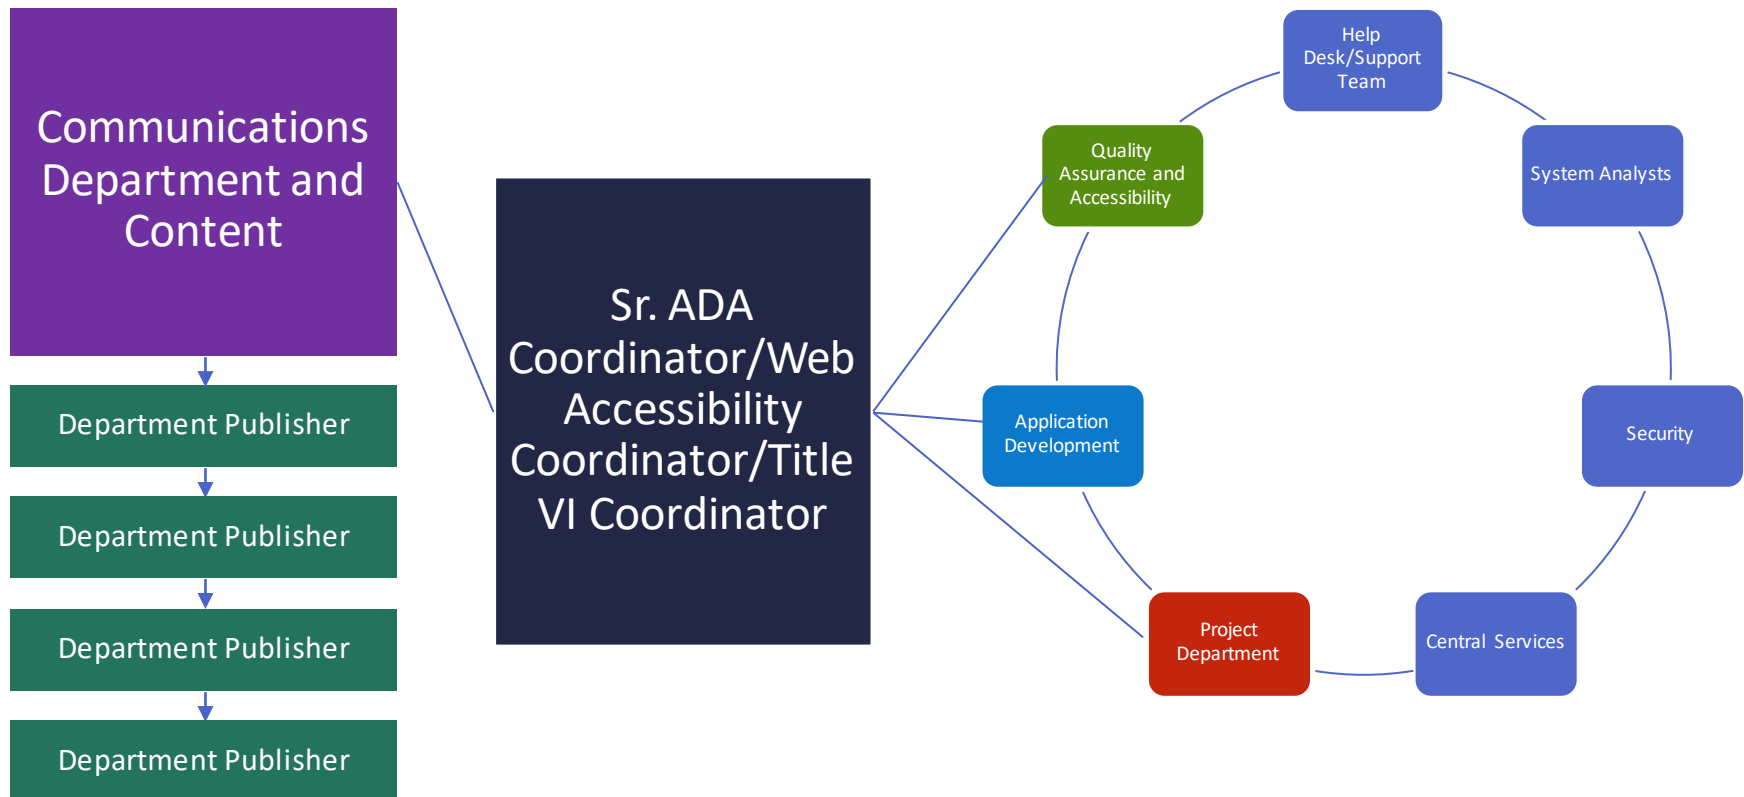 Communications
Department and
Content
Department Publisher
Department Publisher
Department Publisher
Department Publisher
Sr. ADA
Coordinator/Web
Accessibility
Coordinator/Title
VI Coordinator
Help
Desk/Support
Team
Quality
Assurance and
Accessibility
System Analysts
Application
Development
Security
Project
Department
Central Services